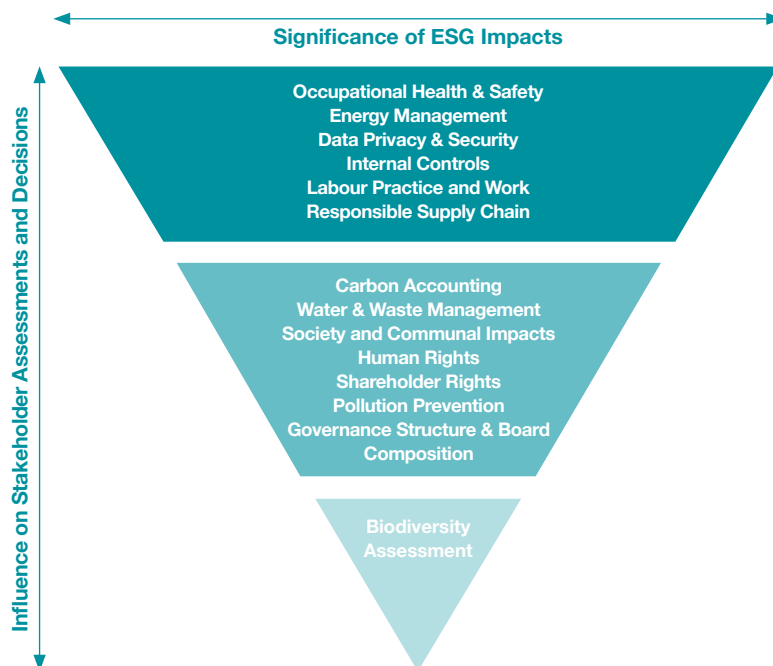 Significance of ESG Impacts
Influence on Stakeholder Assessments and Decisions
Occupational Health & Safety
Energy Management
Data Privacy & Security
Internal Controls
Labour Practice and Work
Responsible Supply Chain
Carbon Accounting
Water & Waste Management
Society and Communal Impacts
Human Rights
Shareholder Rights
Pollution Prevention
Governance Structure & Board
Composition
Biodiversity
Assessment